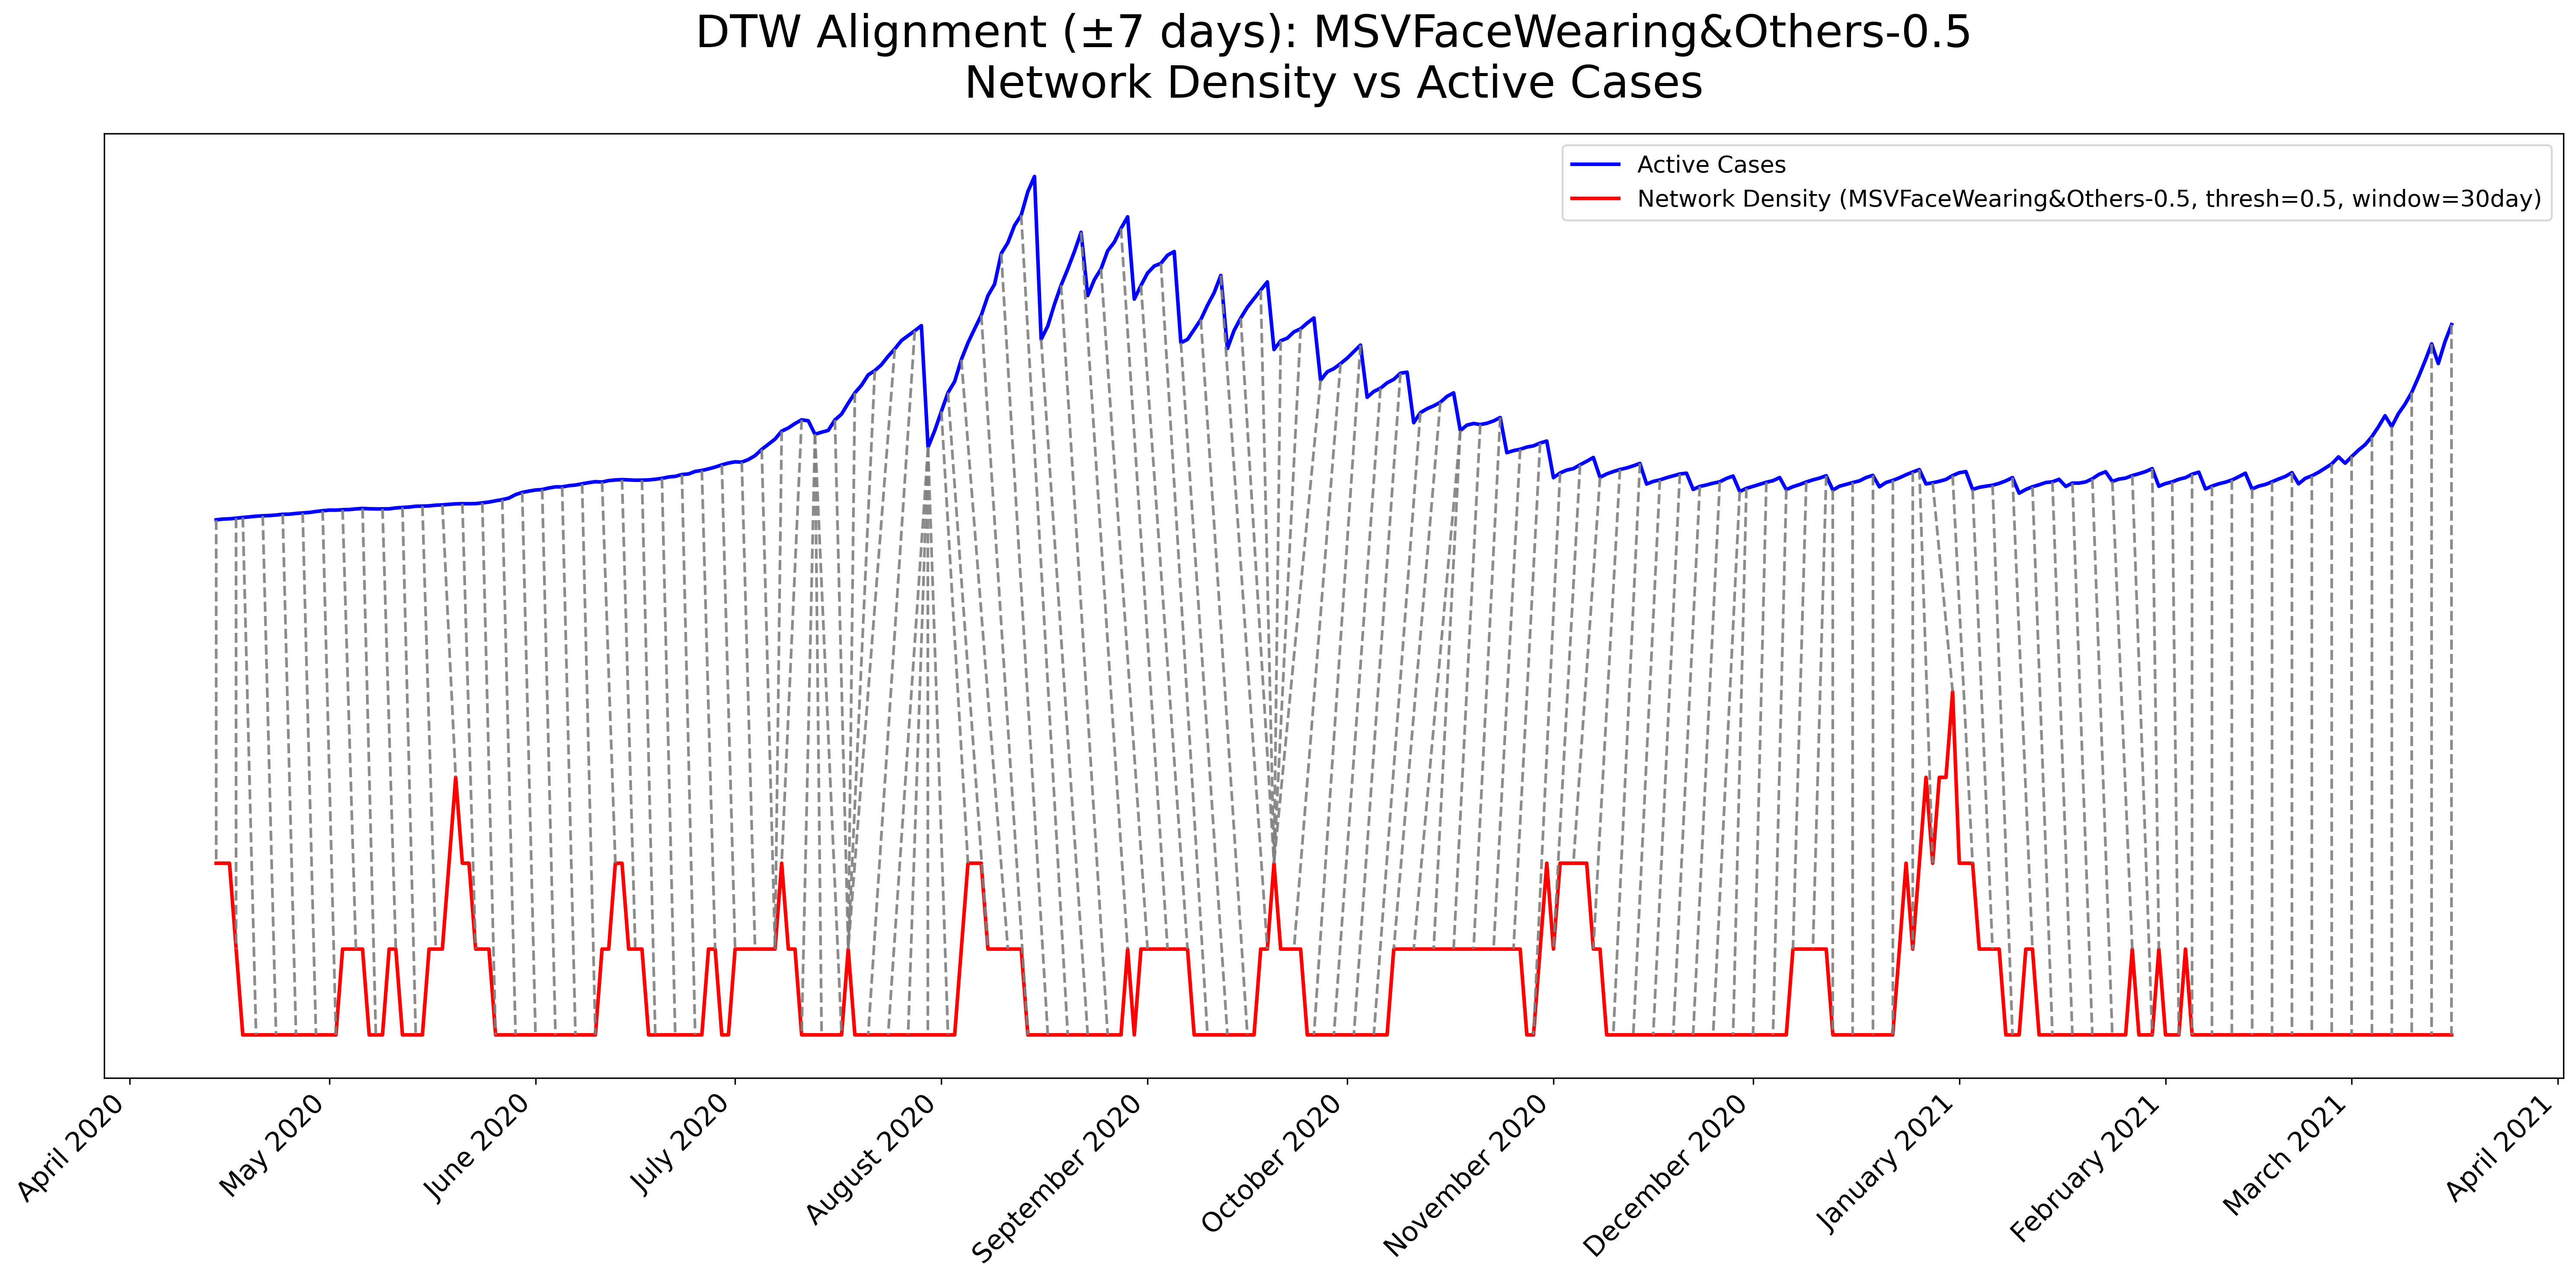 DTW Alignment (±7 days): MSVFaceWearing&Others-0.5
Network Density vs Active Cases
Active Cases
Network Density (MSVFaceWearing&Others-0.5, thresh=0.5, window=30day)
April 2020
May 2020
June 2020
July 2020
August 2020
September 2020
October 2020
November 2020
December 2020
January 2021
February 2021
March 2021
April 2021